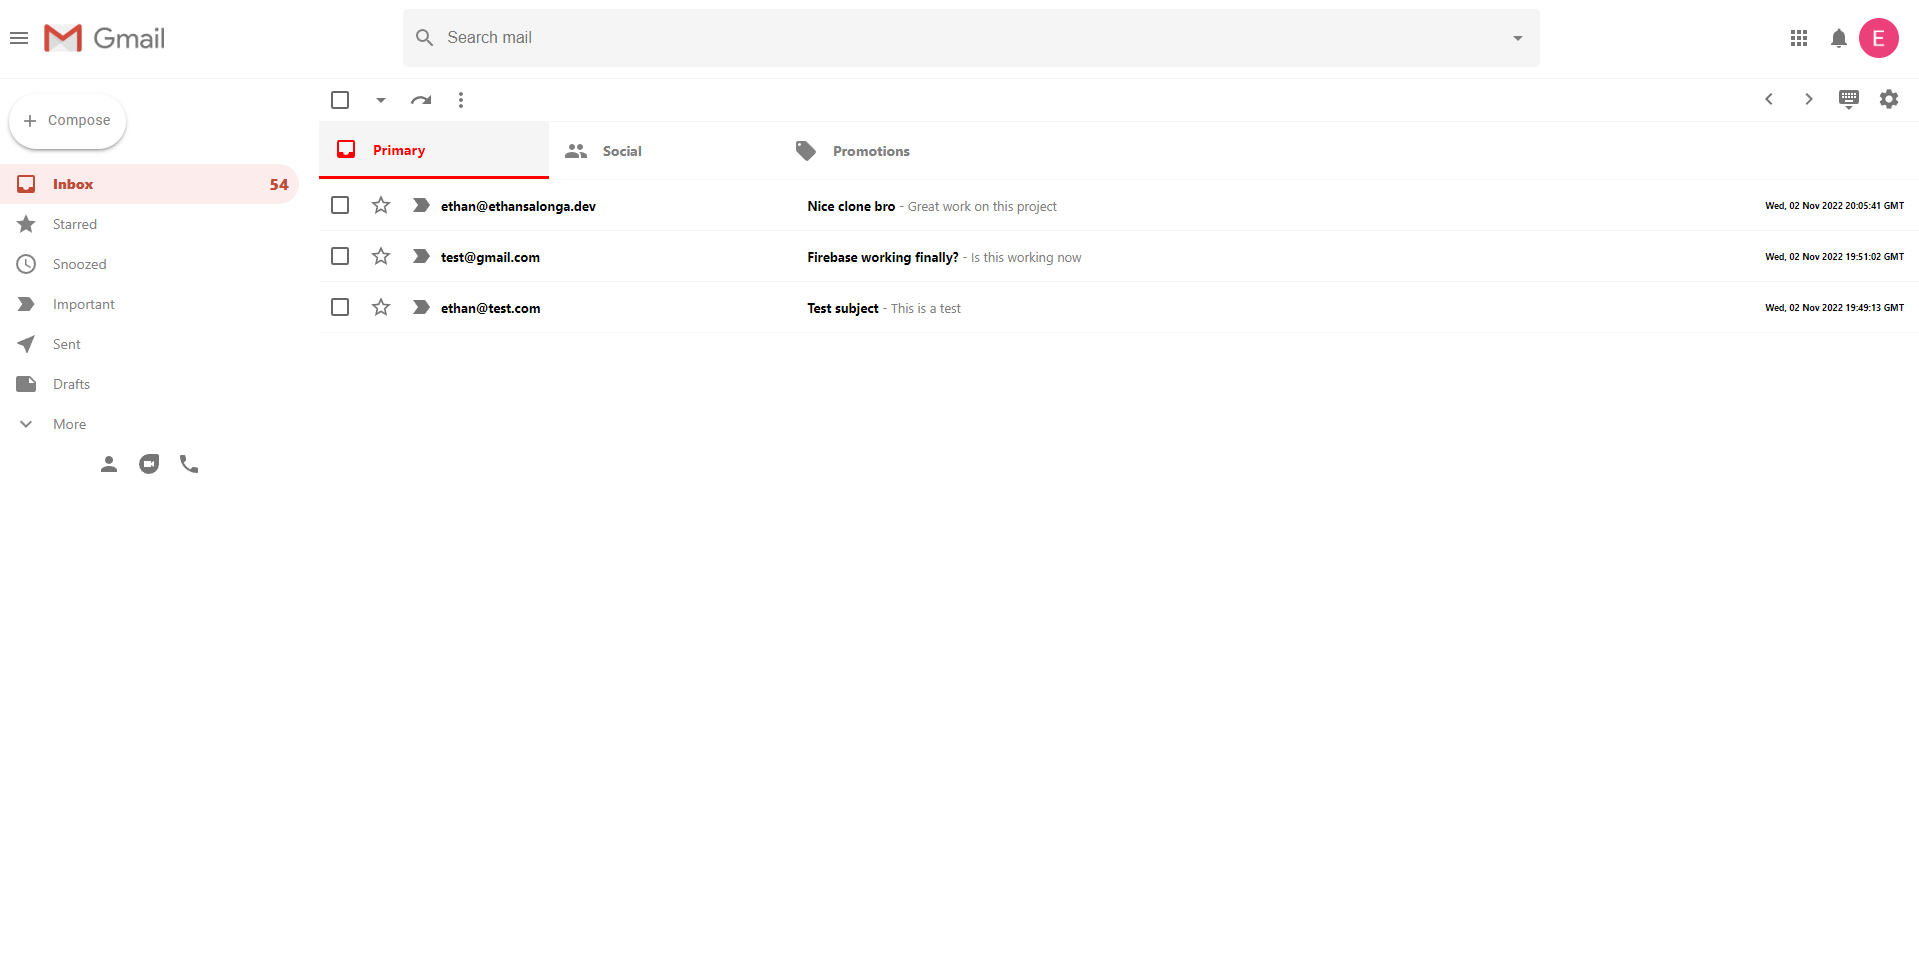 Gmail
Search mail
E
Compose
Inbox 54
Starred
Snoozed
Important
Sent
Drafts
More
Primary Social Promotions
ethan@ethansalonga.dev Nice clone bro - Great work on this project Wed, 02 Nov 2022 20:05:41 GMT
test@gmail.com Firebase working finally? - Is this working now Wed, 02 Nov 2022 19:51:02 GMT
ethan@test.com Test subject - This is a test Wed, 02 Nov 2022 19:49:13 GMT